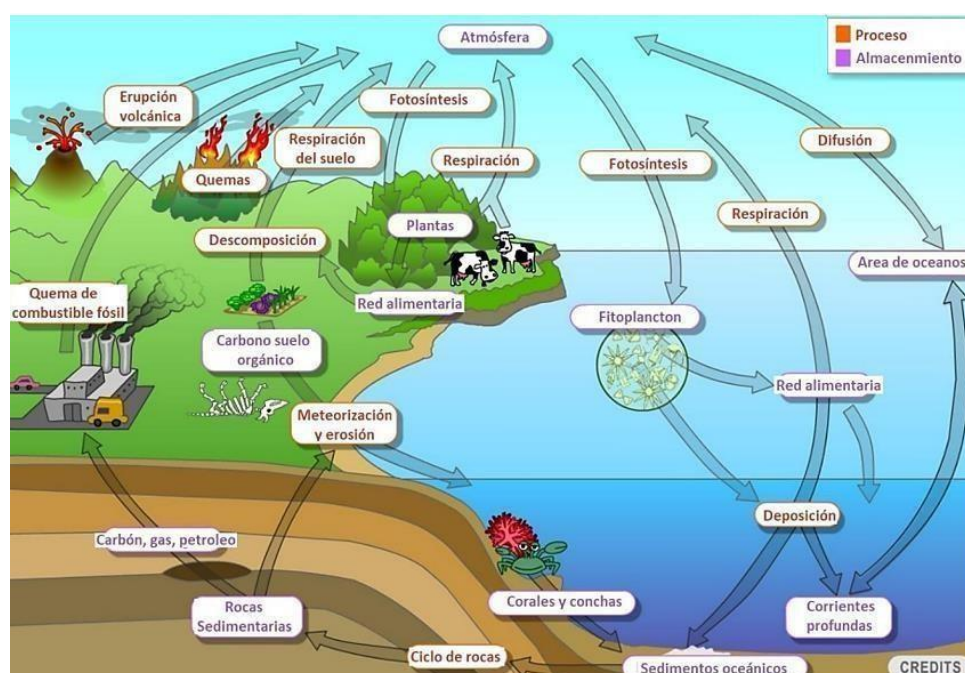 Atmósfera
Proceso
Almacenmiento
Erupción
volcánica
Fotosíntesis
Respiración
del suelo
Respiración
Fotosíntesis
Difusión
Quemas
Plantas
Respiración
Descomposición
Area de oceanos
Quema de
combustible fósil
Red alimentaria
Fitoplancton
Carbono suelo
orgánico
Red alimentaria
Meteorización
y erosión
Deposición
Carbón, gas, petroleo
Rocas
Sedimentarias
Corales y conchas
Corrientes
profundas
Ciclo de rocas
Sedimentos oceánicos
CREDITS